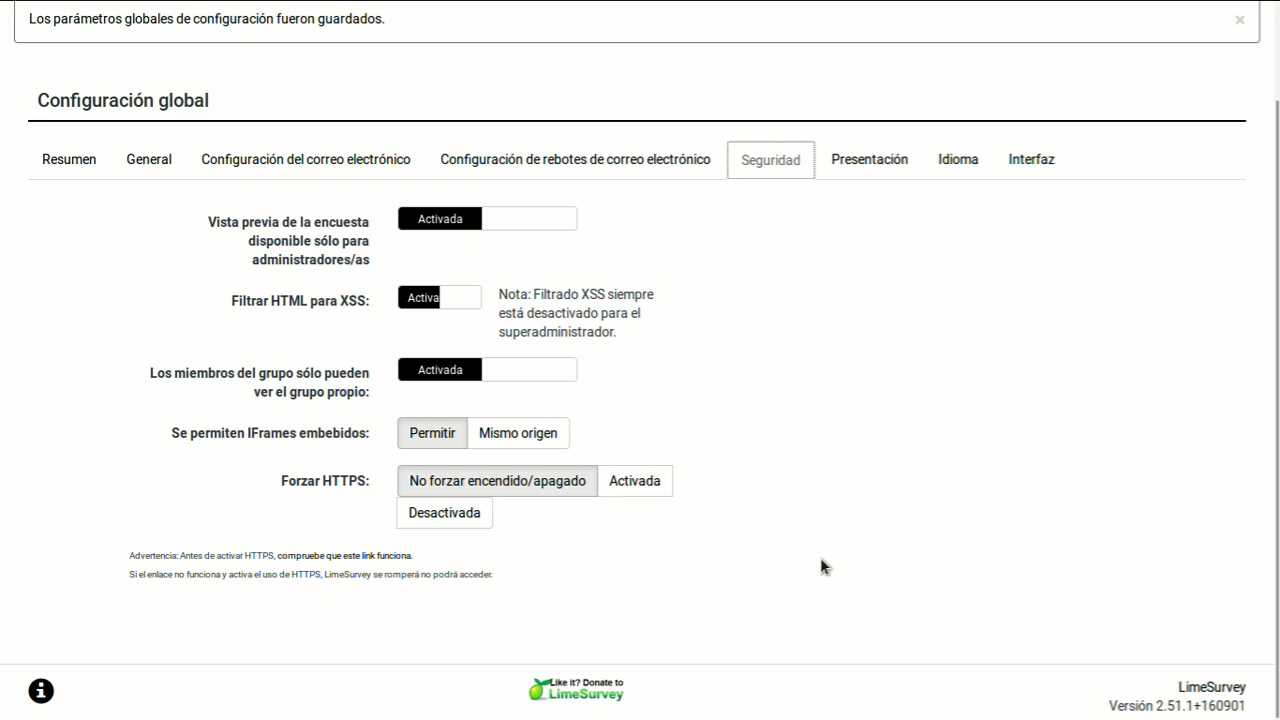 Los parámetros globales de configuración fueron guardados. ×
Configuración global
Resumen General Configuración del correo electrónico Configuración de rebotes de correo electrónico Seguridad Presentación Idioma Interfaz
Vista previa de la encuesta
disponible sólo para
administradores/as
Activada
Filtrar HTML para XSS:
Activa
Nota: Filtrado XSS siempre
está desactivado para el
superadministrador.
Los miembros del grupo sólo pueden
ver el grupo propio:
Activada
Se permiten IFrames embebidos:
Permitir Mismo origen
Forzar HTTPS:
No forzar encendido/apagado Activada
Desactivada
Advertencia: Antes de activar HTTPS, compruebe que este link funciona.
Si el enlace no funciona y activa el uso de HTTPS, LimeSurvey se romperá no podrá acceder.
Like it? Donate to
LimeSurvey
LimeSurvey
Versión 2.51.1+160901